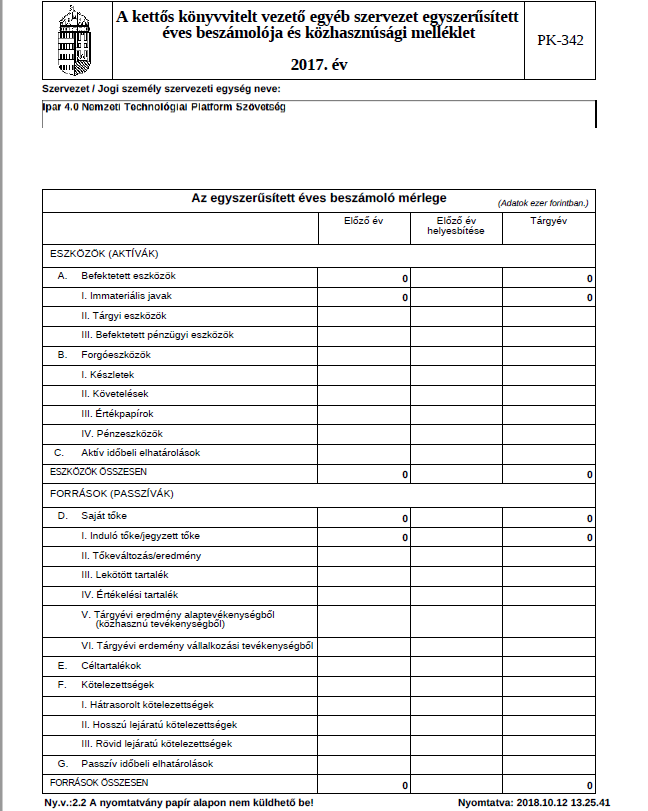 A kettős könyvvitelt vezető egyéb szervezet egyszerűsített
éves beszámolója és közhasznúsági melléklet
2017. év
PK-342
Szervezet / Jogi személy szervezeti egység neve:
Ipar 4.0 Nemzeti Technológiai Platform Szövetség
Az egyszerűsített éves beszámoló mérlege
(Adatok ezer forintban.)
Előző év Előző év helyesbítése Tárgyév
ESZKÖZÖK (AKTÍVÁK)
A. Befektetett eszközök 0 0
I. Immateriális javak 0 0
II. Tárgyi eszközök
III. Befektetett pénzügyi eszközök
B. Forgóeszközök
I. Készletek
II. Követelések
III. Értékpapírok
IV. Pénzeszközök
C. Aktív időbeli elhatárolások
ESZKÖZÖK ÖSSZESEN 0 0
FORRÁSOK (PASSZÍVÁK)
D. Saját tőke 0 0
I. Induló tőke/jegyzett tőke 0 0
II. Tőkeváltozás/eredmény
III. Lekötött tartalék
IV. Értékelési tartalék
V. Tárgyévi eredmény alaptevékenységből
(közhasznú tevékenységből)
VI. Tárgyévi erdemény vállalkozási tevékenységből
E. Céltartalékok
F. Kötelezettségek
I. Hátrasorolt kötelezettségek
II. Hosszú lejáratú kötelezettségek
III. Rövid lejáratú kötelezettségek
G. Passzív időbeli elhatárolások
FORRÁSOK ÖSSZESEN 0 0
Ny.v.:2.2 A nyomtatvány papír alapon nem küldhető be! Nyomtatva: 2018.10.12 13.25.41